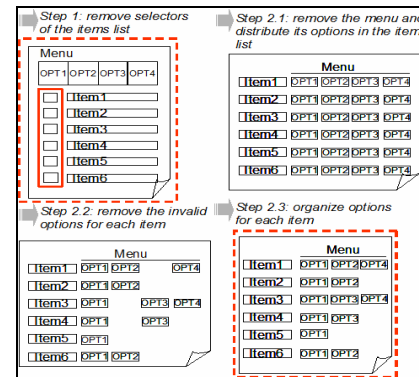 Step 1: remove selectors
of the items list
Menu
OPT1 OPT2 OPT3 OPT4
Item1
Item2
Item3
Item4
Item5
Item6
Step 2.1: remove the menu and
distribute its options in the item
list
Menu
Item1 OPT1 OPT2 OPT3 OPT4
Item2 OPT1 OPT2 OPT3 OPT4
Item3 OPT1 OPT2 OPT3 OPT4
Item4 OPT1 OPT2 OPT3 OPT4
Item5 OPT1 OPT2 OPT3 OPT4
Item6 OPT1 OPT2 OPT3 OPT4
Step 2.2: remove the invalid
options for each item
Menu
Item1 OPT1 OPT2 OPT4
Item2 OPT1 OPT2
Item3 OPT1 OPT3 OPT4
Item4 OPT1 OPT3
Item5 OPT1
Item6 OPT1 OPT2
Step 2.3: organize options
for each item
Menu
Item1 OPT1 OPT2 OPT4
Item2 OPT1 OPT2
Item3 OPT1 OPT3 OPT4
Item4 OPT1 OPT3
Item5 OPT1
Item6 OPT1 OPT2